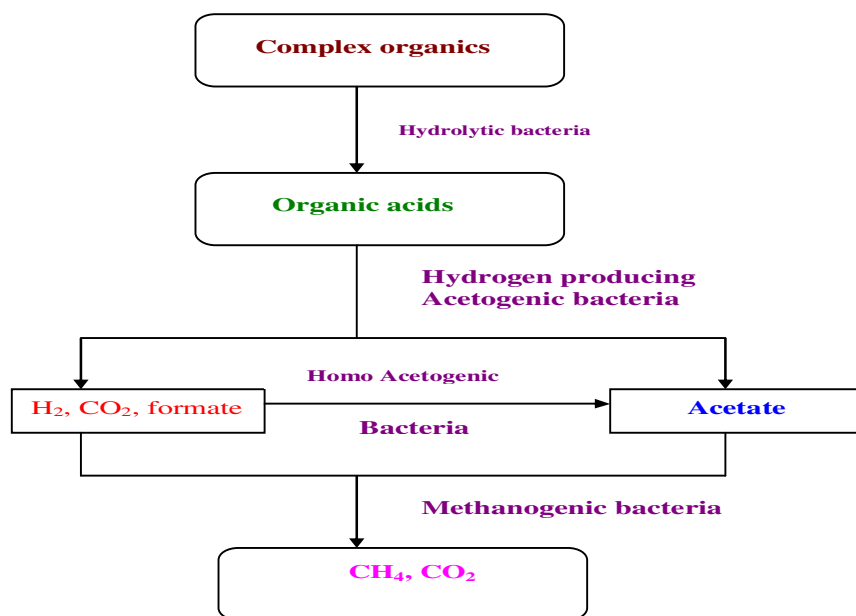 Complex organics
Hydrolytic bacteria
Organic acids
Hydrogen producing
Acetogenic bacteria
Homo Acetogenic
H₂, CO₂, formate
Acetate
Bacteria
Methanogenic bacteria
CH₄, CO₂